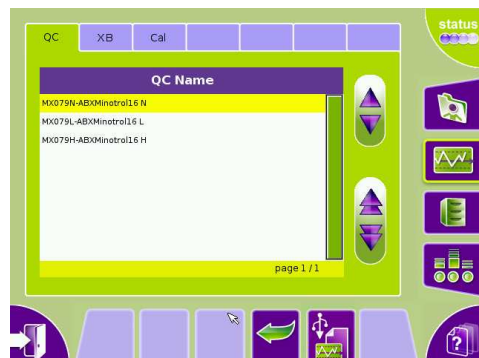 status
QC XB Cal
QC Name
MX079N-ABXMinotrol16 N
MX079L-ABXMinotrol16 L
MX079H-ABXMinotrol16 H
page 1 / 1
?